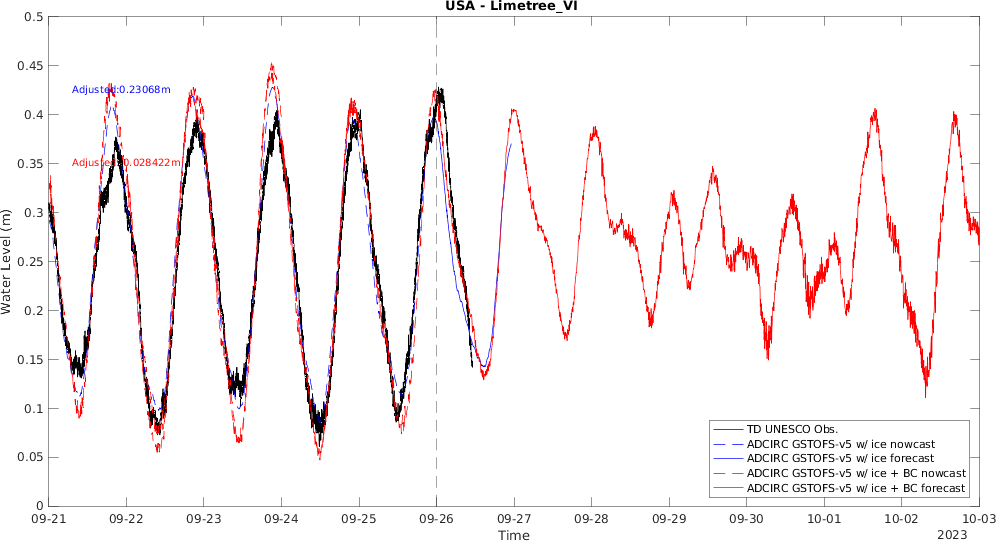 USA - Limetree_VI
0.5
0.45
0.4
0.35
0.3
0.25
0.2
0.15
0.1
0.05
0
Water Level (m)
Adjusted:0.23068m
Adjusted:0.028422m
TD UNESCO Obs.
ADCIRC GSTOFS-v5 w/ ice nowcast
ADCIRC GSTOFS-v5 w/ ice forecast
ADCIRC GSTOFS-v5 w/ ice + BC nowcast
ADCIRC GSTOFS-v5 w/ ice + BC forecast
09-21 09-22 09-23 09-24 09-25 09-26 09-27 09-28 09-29 09-30 10-01 10-02 10-03
Time
2023